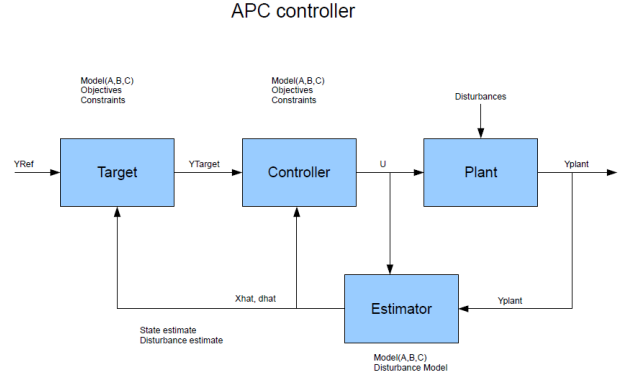 APC controller
Model(A,B,C)
Objectives
Constraints
Model(A,B,C)
Objectives
Constraints
Disturbances
YRef
Target
YTarget
Controller
U
Plant
Yplant
Xhat, dhat
Estimator
Yplant
State estimate
Disturbance estimate
Model(A,B,C)
Disturbance Model